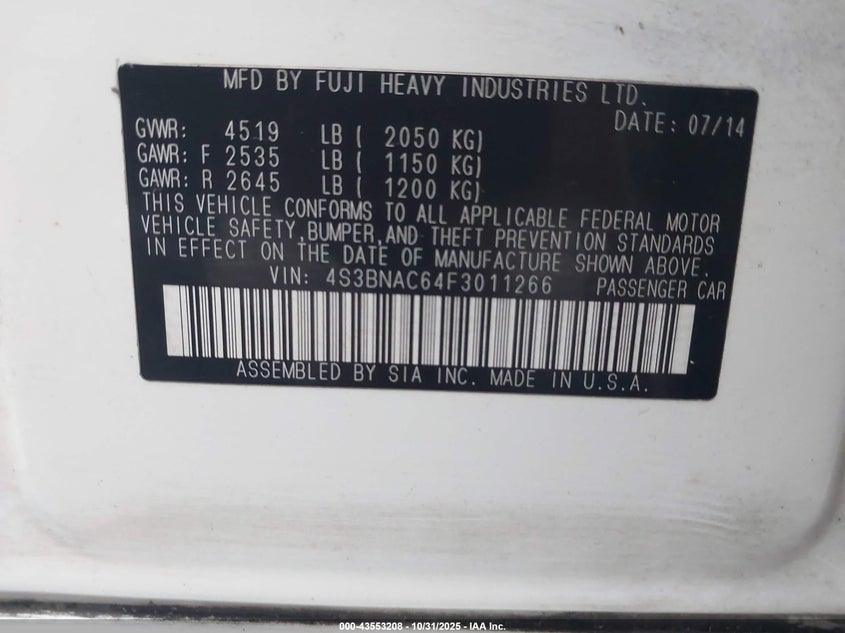 MFD BY FUJI HEAVY INDUSTRIES LTD.
DATE: 07/14
GVWR: 4519 LB ( 2050 KG)
GAWR: F 2535 LB ( 1150 KG)
GAWR: R 2645 LB ( 1200 KG)
THIS VEHICLE CONFORMS TO ALL APPLICABLE FEDERAL MOTOR
VEHICLE SAFETY, BUMPER, AND THEFT PREVENTION STANDARDS
IN EFFECT ON THE DATE OF MANUFACTURE SHOWN ABOVE.
VIN: 4S3BNAC64F3011266 PASSENGER CAR
ASSEMBLED BY SIA INC. MADE IN U.S.A.
000-43553208 - 10/31/2025 - IAA Inc.